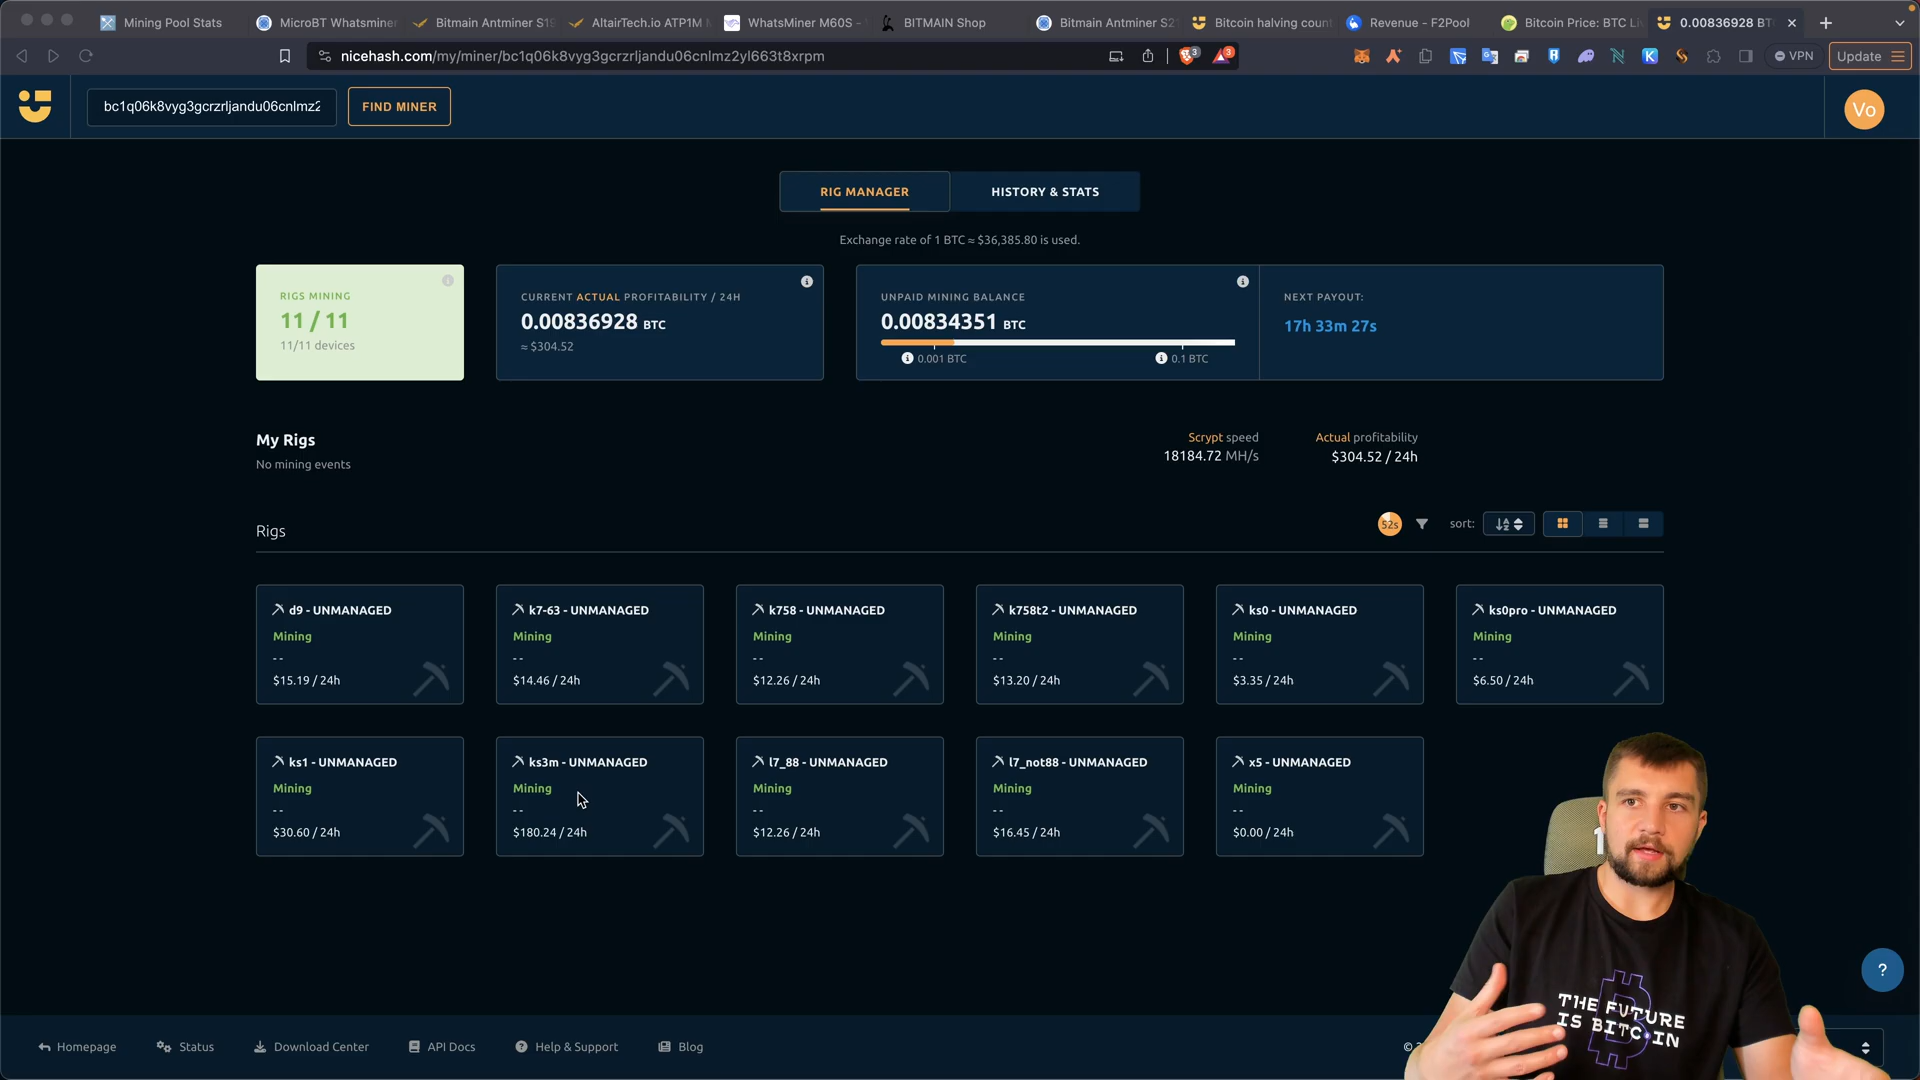 Mining Pool Stats
MicroBT Whatsminer
Bitmain Antminer S19
AltairTech.io ATP1M
WhatsMiner M60S -
BITMAIN Shop
Bitmain Antminer S21
Bitcoin halving count
Revenue - F2Pool
Bitcoin Price: BTC Li
0.00836928 BT
nicehash.com/my/miner/bc1q06k8vyg3gcrzrljandu06cnlmz2yl663t8xrpm
3
3
VPN
Update
bc1q06k8vyg3gcrzrljandu06cnlmz2
FIND MINER
Vo
RIG MANAGER
HISTORY & STATS
Exchange rate of 1 BTC ≈ $36,385.80 is used.
RIGS MINING
11 / 11
11/11 devices
CURRENT ACTUAL PROFITABILITY / 24H
0.00836928 BTC
≈ $304.52
UNPAID MINING BALANCE
0.00834351 BTC
0.001 BTC
0.1 BTC
NEXT PAYOUT:
17h 33m 27s
My Rigs
No mining events
Scrypt speed
18184.72 MH/s
Actual profitability
$304.52 / 24h
Rigs
52s
sort:
d9 - UNMANAGED
Mining
- -
$15.19 / 24h
k7-63 - UNMANAGED
Mining
- -
$14.46 / 24h
k758 - UNMANAGED
Mining
- -
$12.26 / 24h
k758t2 - UNMANAGED
Mining
- -
$13.20 / 24h
ks0 - UNMANAGED
Mining
- -
$3.35 / 24h
ks0pro - UNMANAGED
Mining
- -
$6.50 / 24h
ks1 - UNMANAGED
Mining
- -
$30.60 / 24h
ks3m - UNMANAGED
Mining
- -
$180.24 / 24h
l7_88 - UNMANAGED
Mining
- -
$12.26 / 24h
l7_not88 - UNMANAGED
Mining
- -
$16.45 / 24h
x5 - UNMANAGED
Mining
- -
$0.00 / 24h
THE FUTURE
IS BITCOIN
?
Homepage
Status
Download Center
API Docs
Help & Support
Blog
©